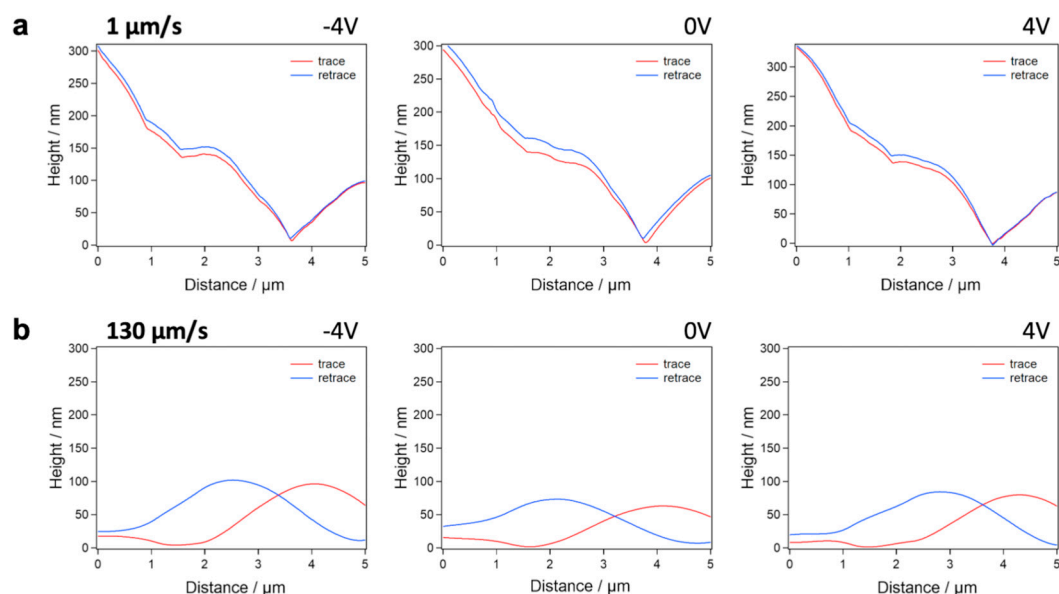 a 1 µm/s -4V 0V 4V
300
250
200
150
100
50
0
Height / nm
trace
retrace
0 1 2 3 4 5
Distance / µm
300
250
200
150
100
50
0
Height / nm
trace
retrace
0 1 2 3 4 5
Distance / µm
300
250
200
150
100
50
0
Height / nm
trace
retrace
0 1 2 3 4 5
Distance / µm
b 130 µm/s -4V 0V 4V
300
250
200
150
100
50
0
Height / nm
trace
retrace
0 1 2 3 4 5
Distance / µm
300
250
200
150
100
50
0
Height / nm
trace
retrace
0 1 2 3 4 5
Distance / µm
300
250
200
150
100
50
0
Height / nm
trace
retrace
0 1 2 3 4 5
Distance / µm